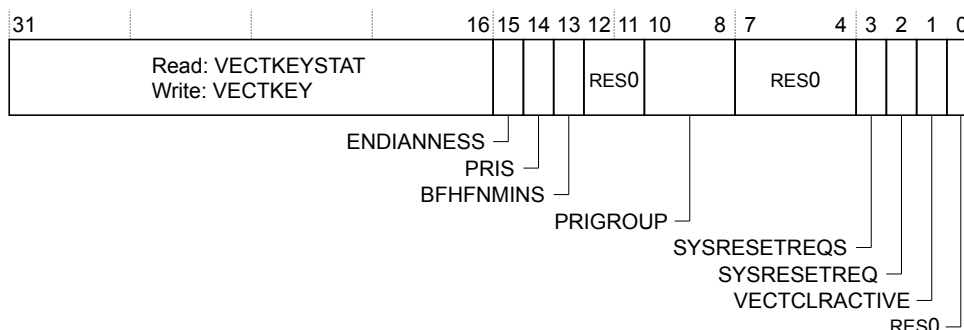 31 16 15 14 13 12 11 10 8 7 4 3 2 1 0
Read: VECTKEYSTAT
Write: VECTKEY
RES0 RES0
ENDIANNESS
PRIS
BFHFNMINS
PRIGROUP
SYSRESETREQS
SYSRESETREQ
VECTCLRACTIVE
RES0